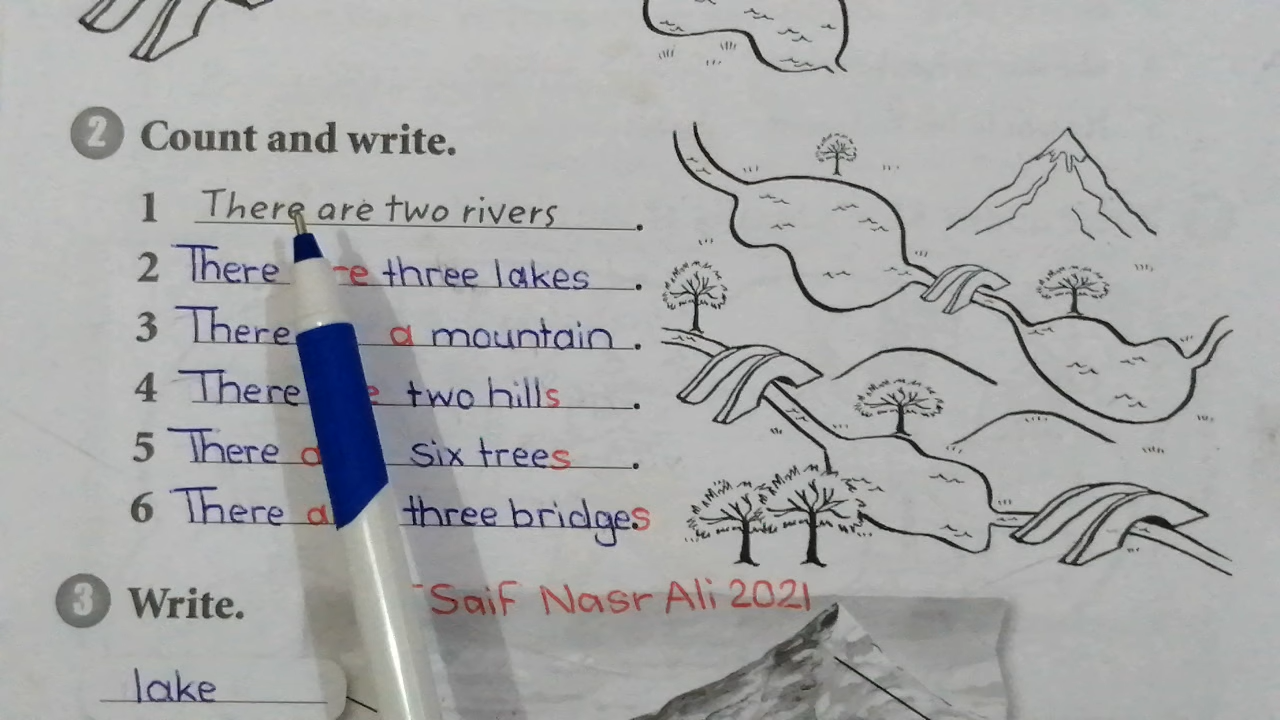 2 Count and write.
1 There are two rivers.
2 There three lakes.
3 There a mountain.
4 There two hills.
5 There six trees.
6 There three bridges
3 Write.
Saif Nasr Ali 2021
lake